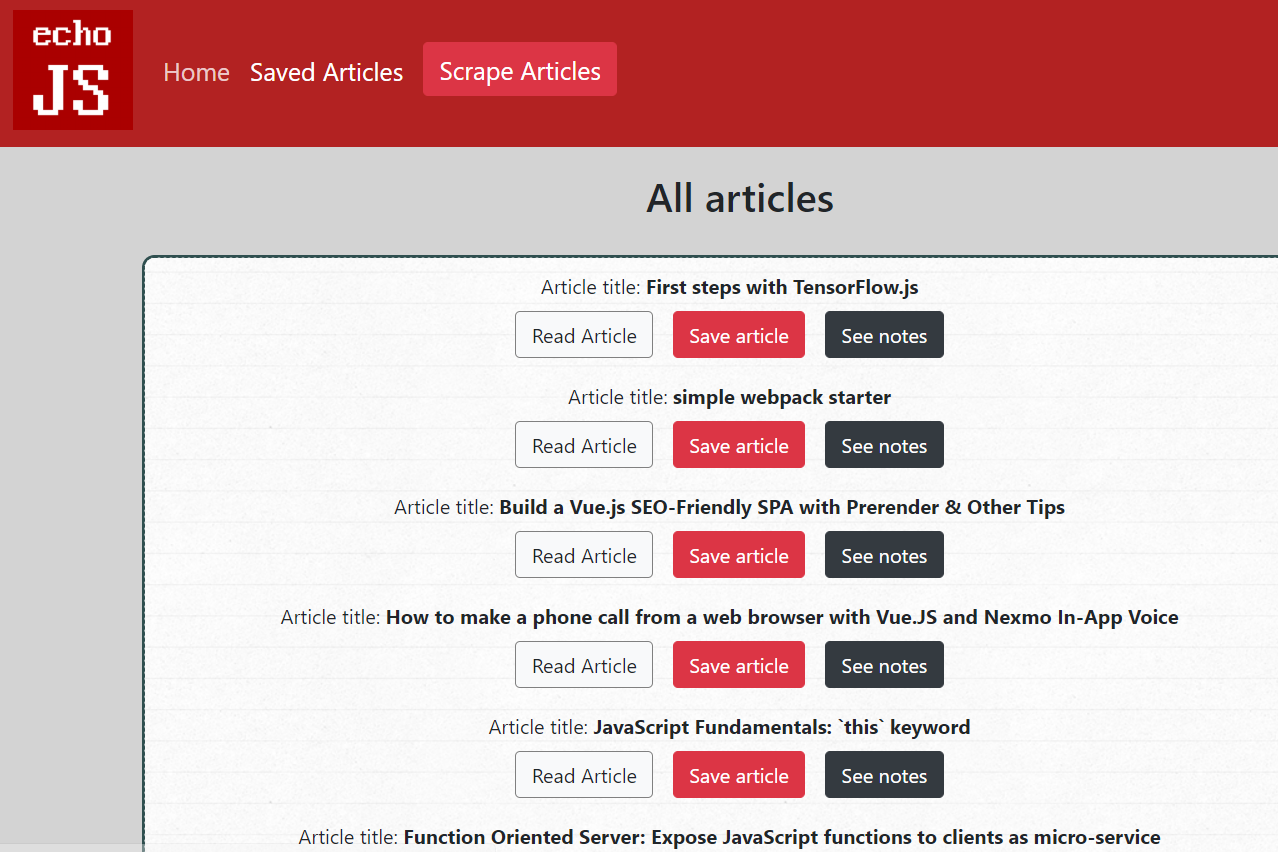 echo
JS
Home Saved Articles Scrape Articles
All articles
Article title: First steps with TensorFlow.js
Read Article Save article See notes
Article title: simple webpack starter
Read Article Save article See notes
Article title: Build a Vue.js SEO-Friendly SPA with Prerender & Other Tips
Read Article Save article See notes
Article title: How to make a phone call from a web browser with Vue.JS and Nexmo In-App Voice
Read Article Save article See notes
Article title: JavaScript Fundamentals: `this` keyword
Read Article Save article See notes
Article title: Function Oriented Server: Expose JavaScript functions to clients as micro-service